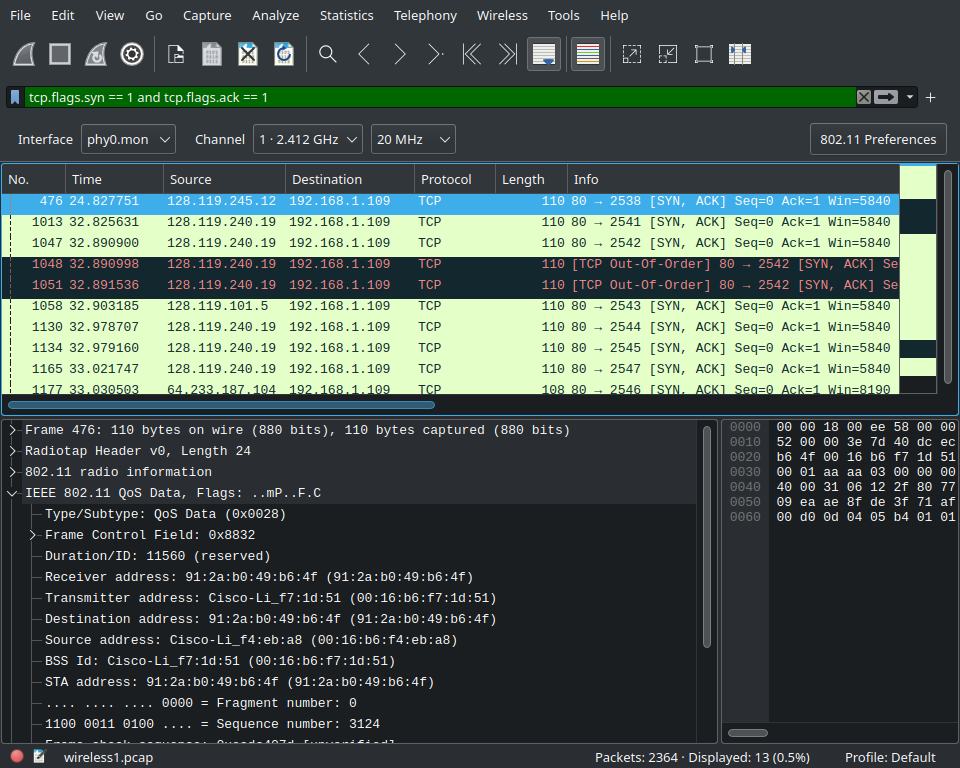 File Edit View Go Capture Analyze Statistics Telephony Wireless Tools Help
tcp.flags.syn == 1 and tcp.flags.ack == 1
Interface phy0.mon Channel 1 · 2.412 GHz 20 MHz 802.11 Preferences
No. Time Source Destination Protocol Length Info
476 24.827751 128.119.245.12 192.168.1.109 TCP 110 80 → 2538 [SYN, ACK] Seq=0 Ack=1 Win=5840
1013 32.825631 128.119.240.19 192.168.1.109 TCP 110 80 → 2541 [SYN, ACK] Seq=0 Ack=1 Win=5840
1047 32.890900 128.119.240.19 192.168.1.109 TCP 110 80 → 2542 [SYN, ACK] Seq=0 Ack=1 Win=5840
1048 32.890998 128.119.240.19 192.168.1.109 TCP 110 [TCP Out-Of-Order] 80 → 2542 [SYN, ACK] Se
1051 32.891536 128.119.240.19 192.168.1.109 TCP 110 [TCP Out-Of-Order] 80 → 2542 [SYN, ACK] Se
1058 32.903185 128.119.101.5 192.168.1.109 TCP 110 80 → 2543 [SYN, ACK] Seq=0 Ack=1 Win=5840
1130 32.978707 128.119.240.19 192.168.1.109 TCP 110 80 → 2544 [SYN, ACK] Seq=0 Ack=1 Win=5840
1134 32.979160 128.119.240.19 192.168.1.109 TCP 110 80 → 2545 [SYN, ACK] Seq=0 Ack=1 Win=5840
1165 33.021747 128.119.240.19 192.168.1.109 TCP 110 80 → 2547 [SYN, ACK] Seq=0 Ack=1 Win=5840
1177 33.030503 64.233.187.104 192.168.1.109 TCP 108 80 → 2546 [SYN, ACK] Seq=0 Ack=1 Win=8190
Frame 476: 110 bytes on wire (880 bits), 110 bytes captured (880 bits)
Radiotap Header v0, Length 24
802.11 radio information
IEEE 802.11 QoS Data, Flags: ..mP..F.C
Type/Subtype: QoS Data (0x0028)
Frame Control Field: 0x8832
Duration/ID: 11560 (reserved)
Receiver address: 91:2a:b0:49:b6:4f (91:2a:b0:49:b6:4f)
Transmitter address: Cisco-Li_f7:1d:51 (00:16:b6:f7:1d:51)
Destination address: 91:2a:b0:49:b6:4f (91:2a:b0:49:b6:4f)
Source address: Cisco-Li_f4:eb:a8 (00:16:b6:f4:eb:a8)
BSS Id: Cisco-Li_f7:1d:51 (00:16:b6:f7:1d:51)
STA address: 91:2a:b0:49:b6:4f (91:2a:b0:49:b6:4f)
.... .... .... 0000 = Fragment number: 0
1100 0011 0100 .... = Sequence number: 3124
0000 00 00 18 00 ee 58 00 00
0010 52 00 00 3e 7d 40 dc ec
0020 b6 4f 00 16 b6 f7 1d 51
0030 00 01 aa aa 03 00 00 00
0040 40 00 31 06 12 2f 80 77
0050 09 ea ae 8f de 3f 71 af
0060 00 d0 0d 04 05 b4 01 01
wireless1.pcap Packets: 2364 · Displayed: 13 (0.5%) Profile: Default